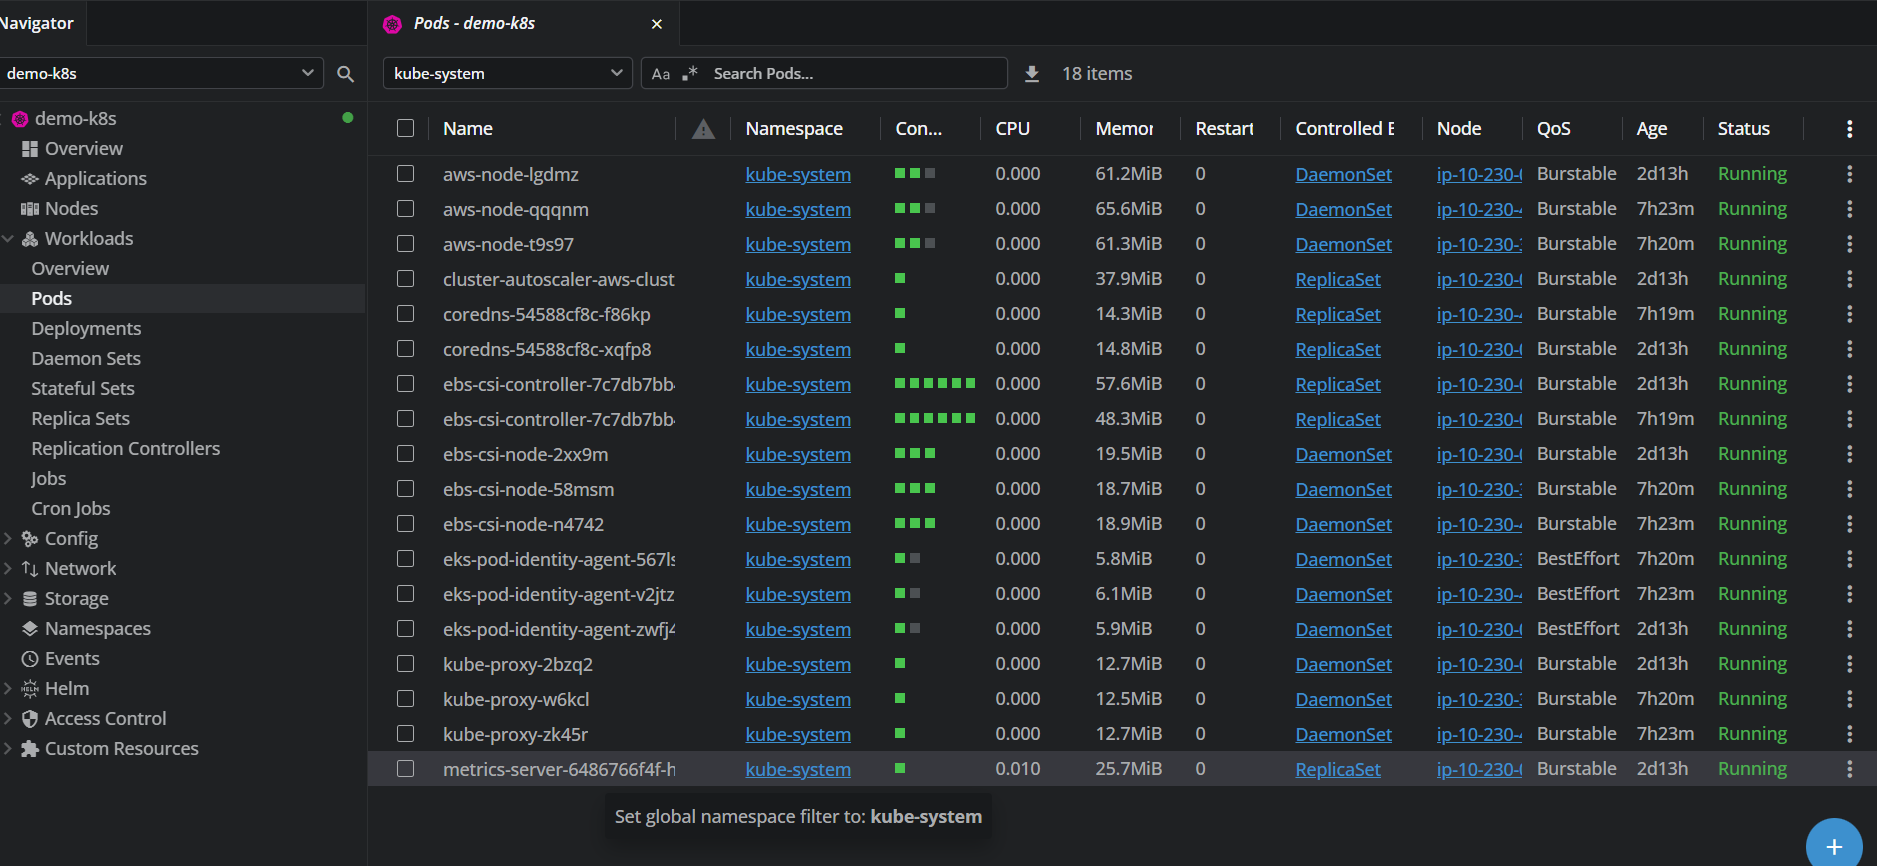 Navigator
Pods - demo-k8s
demo-k8s
kube-system
Aa .* Search Pods...
18 items
demo-k8s
Overview
Applications
Nodes
Workloads
Overview
Pods
Deployments
Daemon Sets
Stateful Sets
Replica Sets
Replication Controllers
Jobs
Cron Jobs
Config
Network
Storage
Namespaces
Events
Helm
Access Control
Custom Resources
Name Namespace Con... CPU Memor Restart Controlled B Node QoS Age Status
aws-node-lgdmz kube-system 0.000 61.2MiB 0 DaemonSet ip-10-230-0 Burstable 2d13h Running
aws-node-qqqnm kube-system 0.000 65.6MiB 0 DaemonSet ip-10-230-4 Burstable 7h23m Running
aws-node-t9s97 kube-system 0.000 61.3MiB 0 DaemonSet ip-10-230-3 Burstable 7h20m Running
cluster-autoscaler-aws-clust kube-system 0.000 37.9MiB 0 ReplicaSet ip-10-230-0 Burstable 2d13h Running
coredns-54588cf8c-f86kp kube-system 0.000 14.3MiB 0 ReplicaSet ip-10-230-4 Burstable 7h19m Running
coredns-54588cf8c-xqfp8 kube-system 0.000 14.8MiB 0 ReplicaSet ip-10-230-0 Burstable 2d13h Running
ebs-csi-controller-7c7db7bb4 kube-system 0.000 57.6MiB 0 ReplicaSet ip-10-230-0 Burstable 2d13h Running
ebs-csi-controller-7c7db7bb4 kube-system 0.000 48.3MiB 0 ReplicaSet ip-10-230-4 Burstable 7h19m Running
ebs-csi-node-2xx9m kube-system 0.000 19.5MiB 0 DaemonSet ip-10-230-0 Burstable 2d13h Running
ebs-csi-node-58msm kube-system 0.000 18.7MiB 0 DaemonSet ip-10-230-3 Burstable 7h20m Running
ebs-csi-node-n4742 kube-system 0.000 18.9MiB 0 DaemonSet ip-10-230-4 Burstable 7h23m Running
eks-pod-identity-agent-567ls kube-system 0.000 5.8MiB 0 DaemonSet ip-10-230-3 BestEffort 7h20m Running
eks-pod-identity-agent-v2jtz kube-system 0.000 6.1MiB 0 DaemonSet ip-10-230-4 BestEffort 7h23m Running
eks-pod-identity-agent-zwfj4 kube-system 0.000 5.9MiB 0 DaemonSet ip-10-230-0 BestEffort 2d13h Running
kube-proxy-2bzq2 kube-system 0.000 12.7MiB 0 DaemonSet ip-10-230-0 Burstable 2d13h Running
kube-proxy-w6kcl kube-system 0.000 12.5MiB 0 DaemonSet ip-10-230-3 Burstable 7h20m Running
kube-proxy-zk45r kube-system 0.000 12.7MiB 0 DaemonSet ip-10-230-4 Burstable 7h23m Running
metrics-server-6486766f4f-h kube-system 0.010 25.7MiB 0 ReplicaSet ip-10-230-0 Burstable 2d13h Running
Set global namespace filter to: kube-system